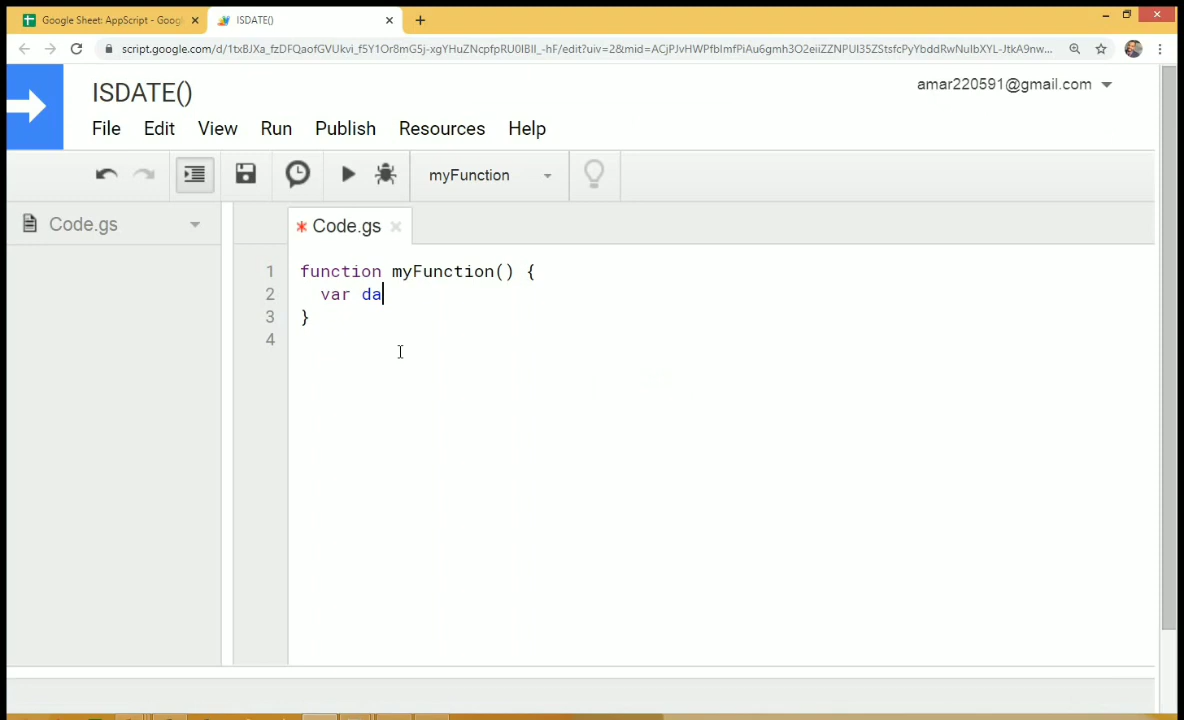 Google Sheet: AppScript - Goog
ISDATE()
script.google.com/d/1txBJXa_fzDFQaofGVUkvi_f5Y1Or8mG5j-xgYHuZNcpfpRU0IBIl_-hF/edit?uiv=2&mid=ACjPJvHWPfbImfPiAu6gmh3O2eiiZZNPUI35ZStsfcPyYbddRwNulbXYL-JtkA9nw...
ISDATE()
amar220591@gmail.com
File Edit View Run Publish Resources Help
myFunction
Code.gs
* Code.gs
1 function myFunction() {
2 var da
3 }
4